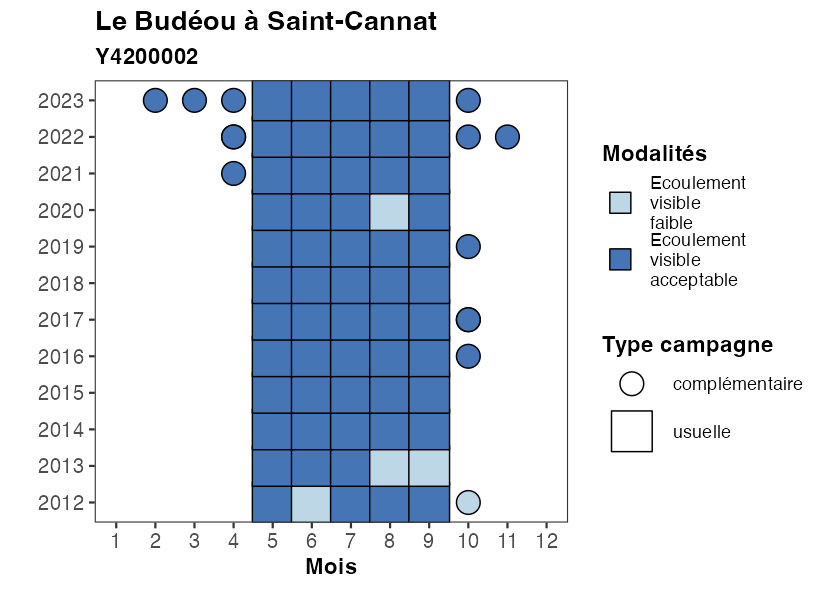 Le Budéou à Saint-Cannat
Y4200002
2023
2022
2021
2020
2019
2018
2017
2016
2015
2014
2013
2012
1 2 3 4 5 6 7 8 9 10 11 12
Mois
Modalités
Ecoulement
visible
faible
Ecoulement
visible
acceptable
Type campagne
complémentaire
usuelle